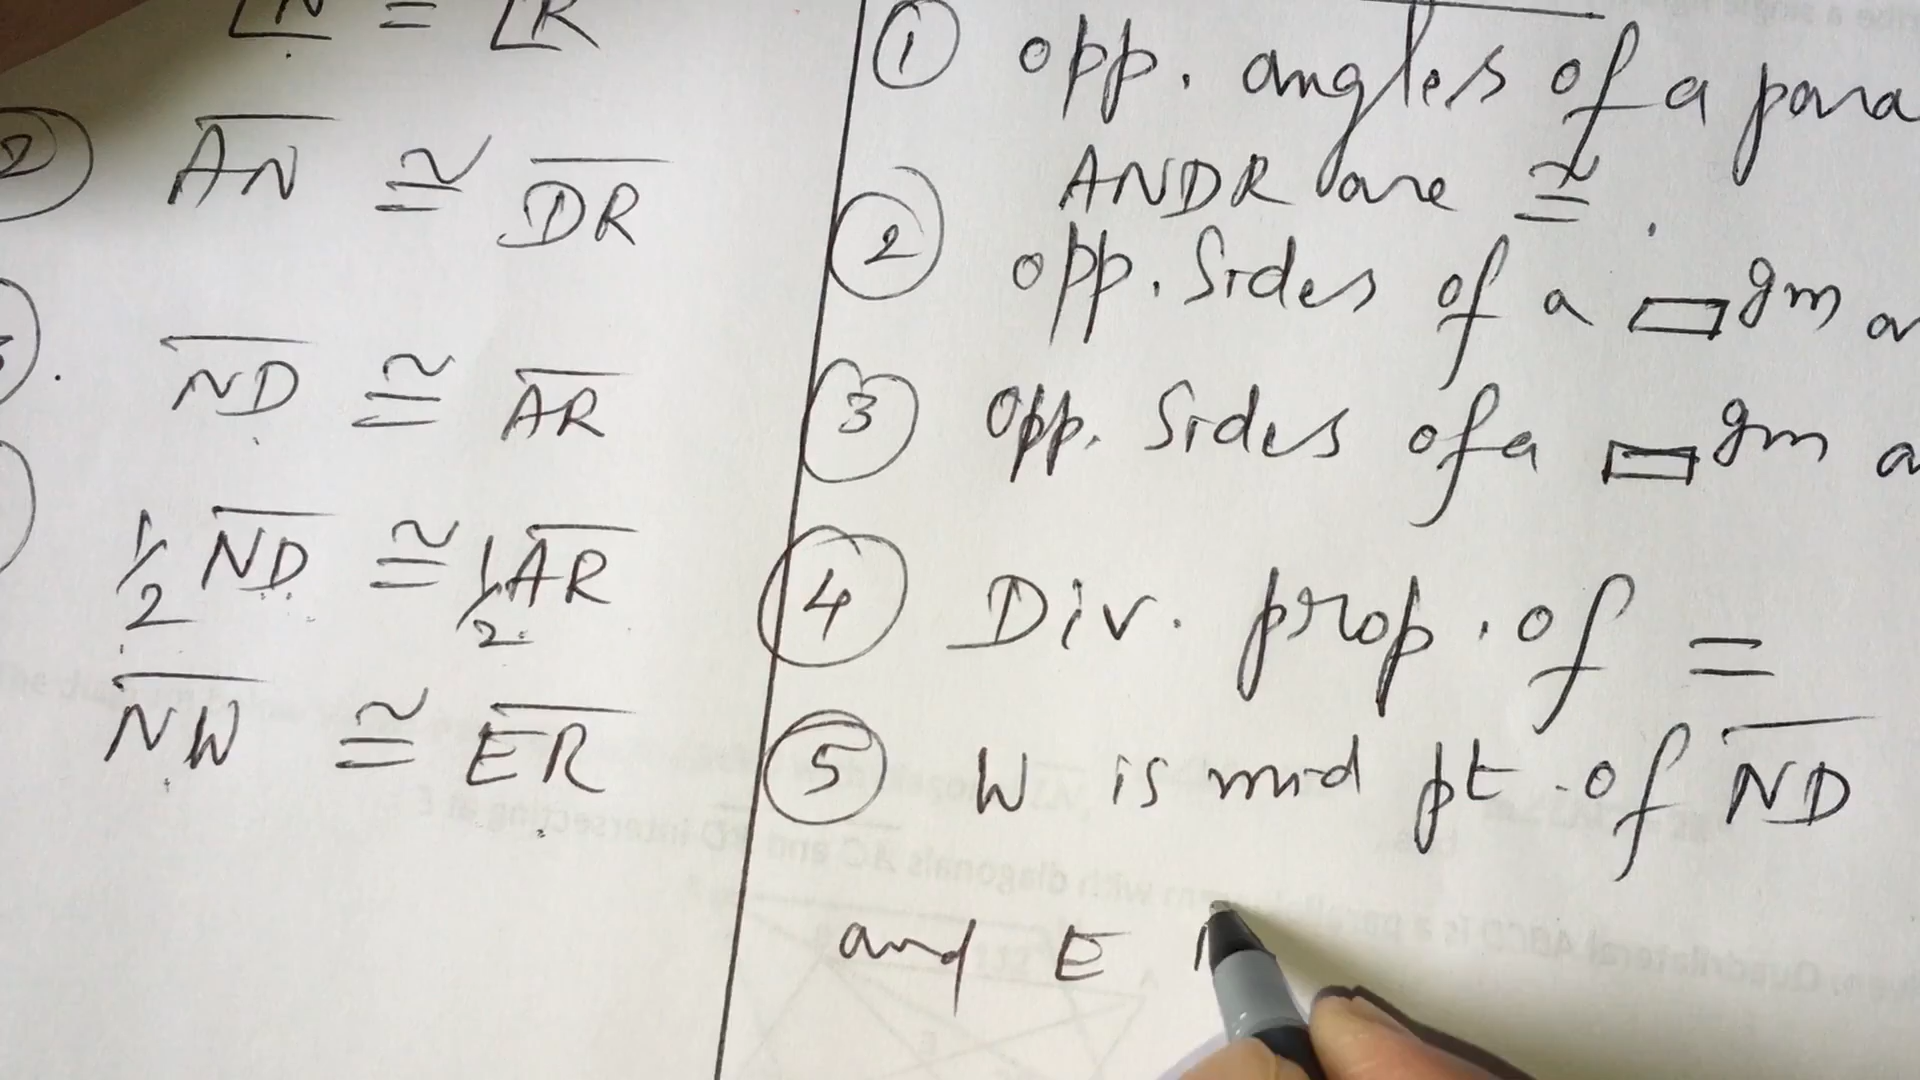 ∠N = ∠R
① opp. angles of a para
② AN ≅ DR
ANDR are ≅.
② opp. sides of a ▱gm
ND ≅ AR
③ opp. sides of a ▱gm
1/2 ND ≅ 1/2 AR
④ Div. prop. of =
NW ≅ ER
⑤ W is mid pt. of ND
and E